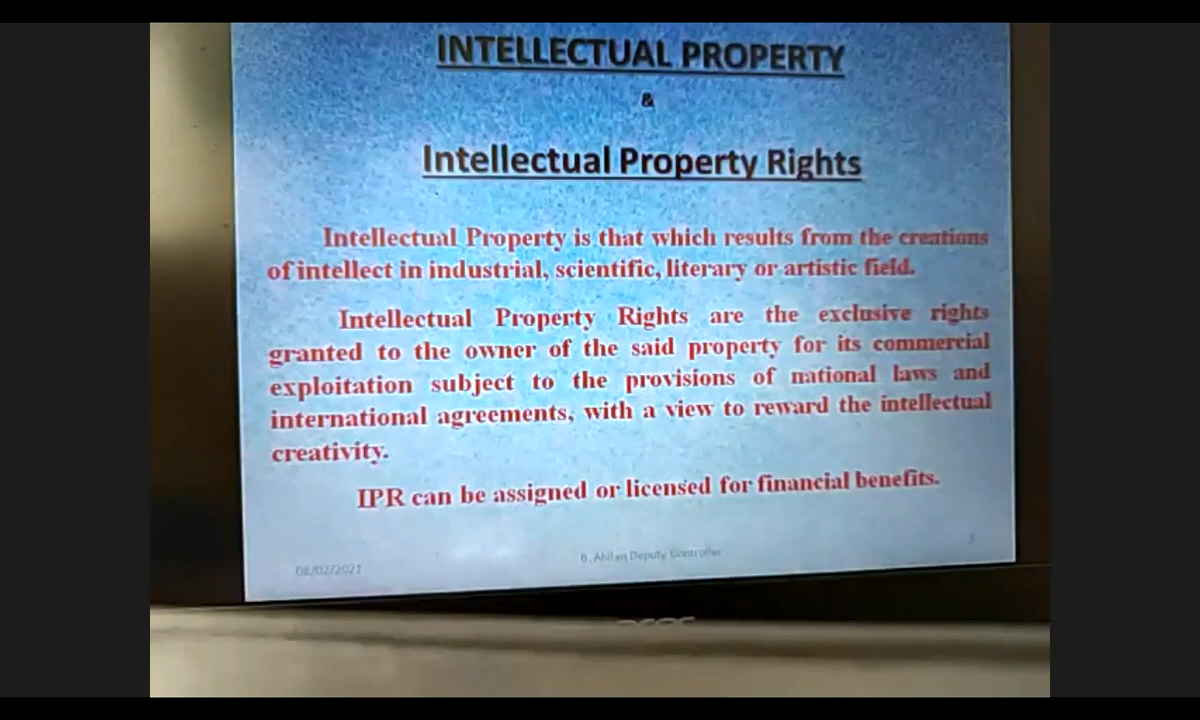 INTELLECTUAL PROPERTY
&
Intellectual Property Rights
Intellectual Property is that which results from the creations
of intellect in industrial, scientific, literary or artistic field.
Intellectual Property Rights are the exclusive rights
granted to the owner of the said property for its commercial
exploitation subject to the provisions of national laws and
international agreements, with a view to reward the intellectual
creativity.
IPR can be assigned or licensed for financial benefits.
B. Ahilan Deputy Controller
08/02/2021